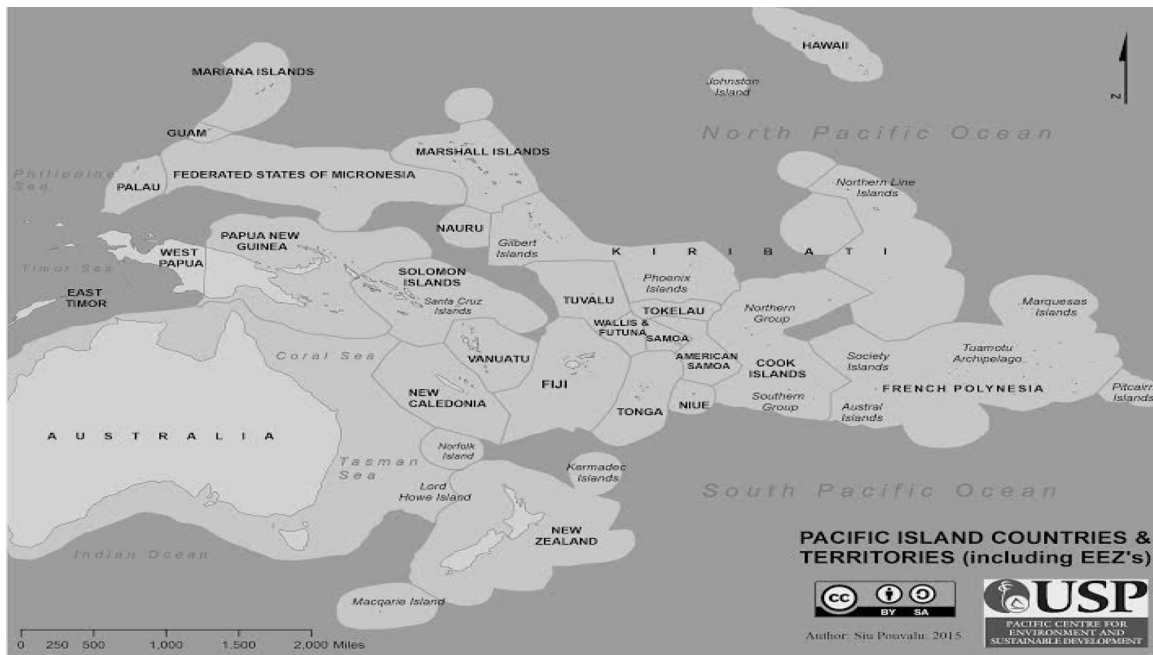 HAWAII
MARIANA ISLANDS
Johnston
Island
N
GUAM
North Pacific Ocean
MARSHALL ISLANDS
Philippine
Sea
PALAU
FEDERATED STATES OF MICRONESIA
Northern Line
Islands
NAURU
PAPUA NEW
GUINEA
Gilbert
Islands
KIRIBATI
WEST
PAPUA
Timor Sea
EAST
TIMOR
SOLOMON
ISLANDS
Santa Cruz
Islands
Phoenix
Islands
TUVALU
TOKELAU
Northern
Group
Marquesas
Islands
WALLIS &
FUTUNA
SAMOA
Coral Sea
VANUATU
FIJI
AMERICAN
SAMOA
COOK
ISLANDS
Society
Islands
Tuamotu
Archipelago
FRENCH POLYNESIA
Pitcairn
Islands
NEW
CALEDONIA
TONGA
NIUE
Southern
Group
Austral
Islands
AUSTRALIA
Norfolk
Island
Tasman
Sea
Kermadec
Islands
Lord
Howe Island
South Pacific Ocean
NEW
ZEALAND
Indian Ocean
Macqarie Island
PACIFIC ISLAND COUNTRIES &
TERRITORIES (including EEZ's)
cc
BY SA
USP
PACIFIC CENTRE FOR
ENVIRONMENT AND
SUSTAINABLE DEVELOPMENT
Author: Siu Pouvalu. 2015
0 250 500 1,000 1,500 2,000 Miles